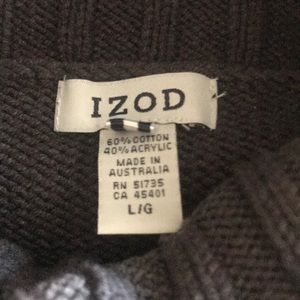 IZOD
60% COTTON
40% ACRYLIC
MADE IN
AUSTRALIA
RN 51735
CA 45401
L/G